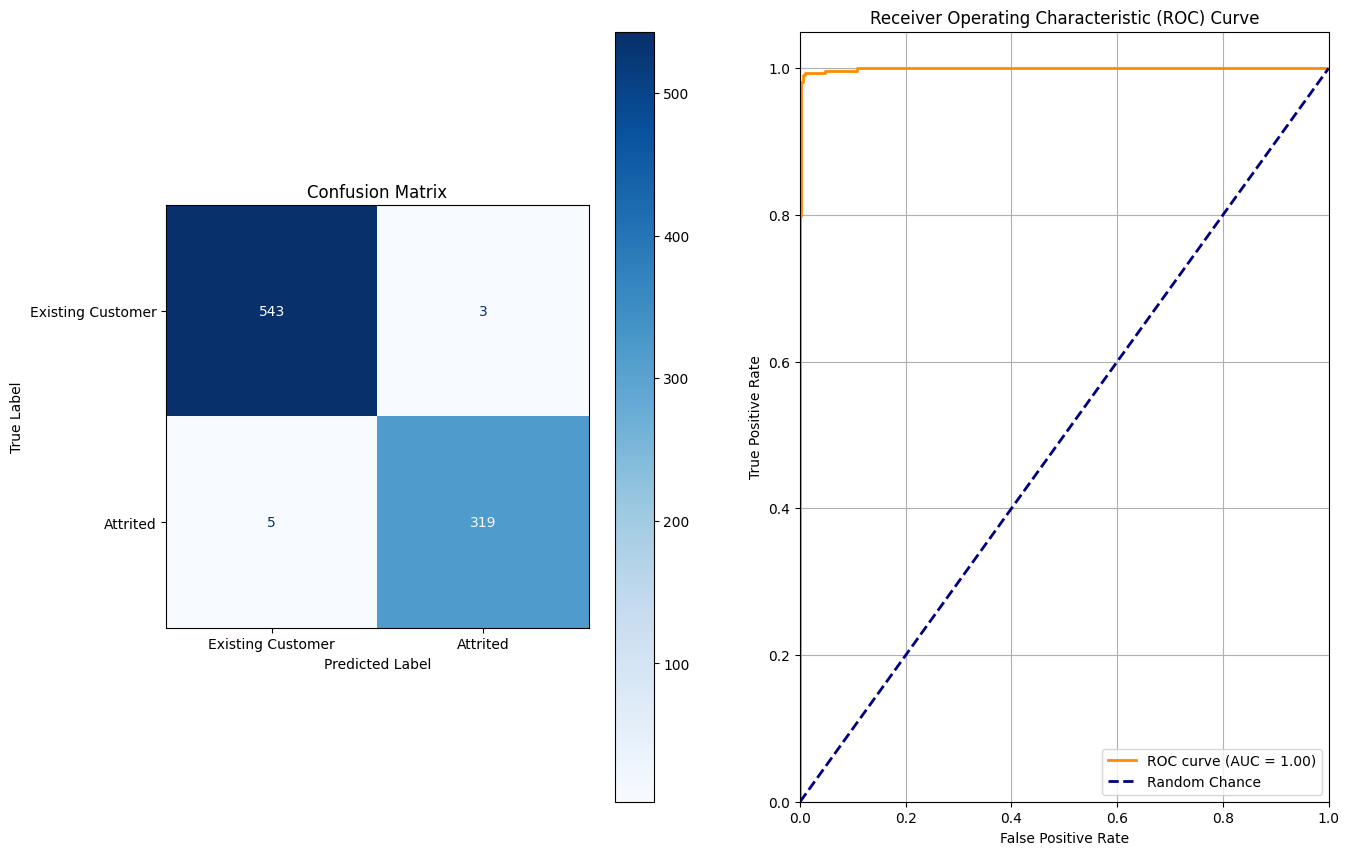 Confusion Matrix
True Label
Existing Customer
Attrited
543
3
5
319
Existing Customer
Attrited
Predicted Label
500
400
300
200
100
Receiver Operating Characteristic (ROC) Curve
True Positive Rate
1.0
0.8
0.6
0.4
0.2
0.0
0.0
0.2
0.4
0.6
0.8
1.0
False Positive Rate
ROC curve (AUC = 1.00)
Random Chance